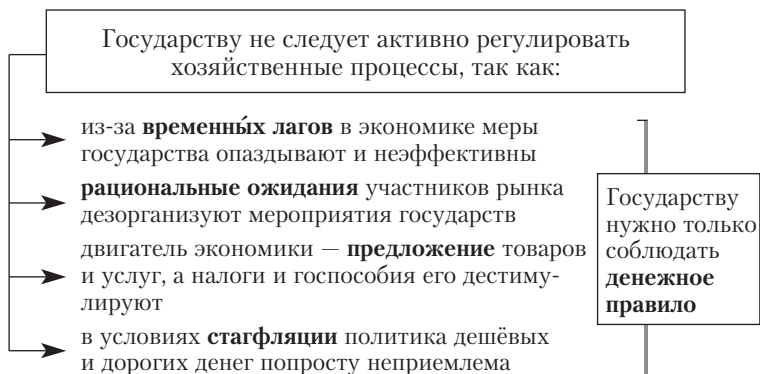 Государству не следует активно регулировать
хозяйственные процессы, так как:
из-за временны́х лагов в экономике меры
государства опаздывают и неэффективны
рациональные ожидания участников рынка
дезорганизуют мероприятия государств
двигатель экономики — предложение товаров
и услуг, а налоги и госпособия его дестиму-
лируют
в условиях стагфляции политика дешёвых
и дорогих денег попросту неприемлема
Государству
нужно только
соблюдать
денежное
правило